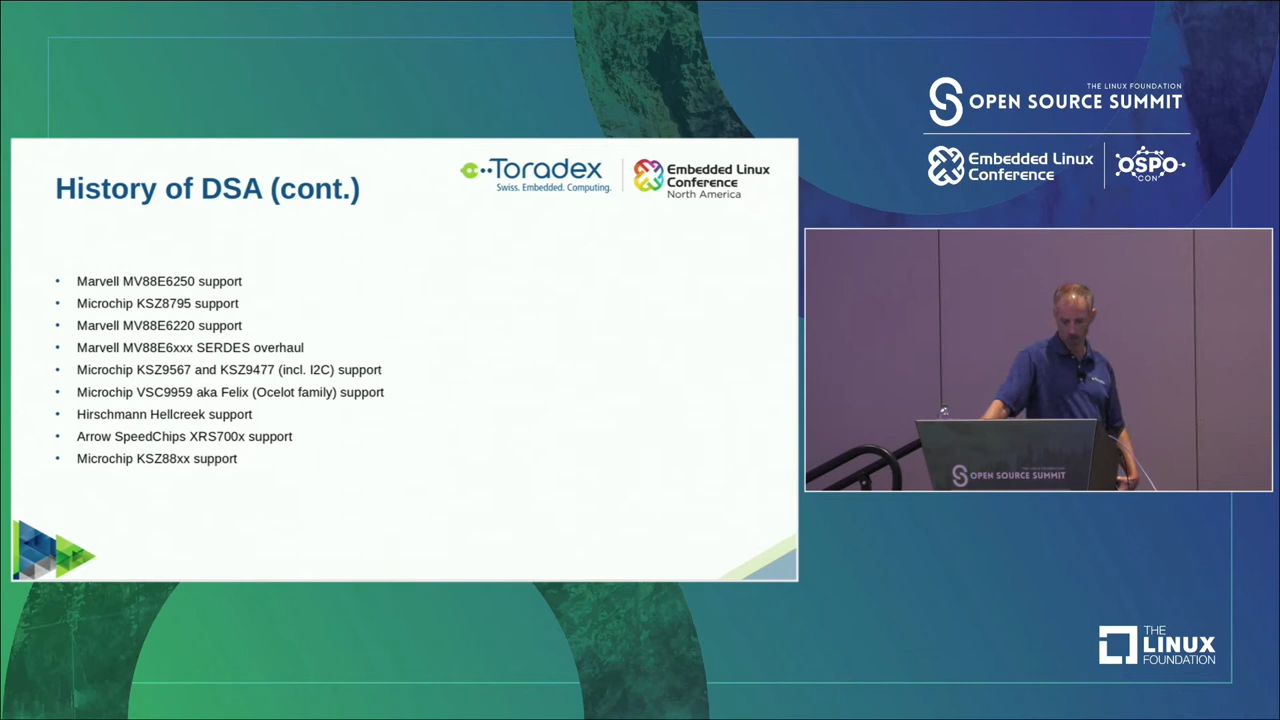 History of DSA (cont.)
Toradex
Swiss. Embedded. Computing.
Embedded Linux
Conference
North America
• Marvell MV88E6250 support
• Microchip KSZ8795 support
• Marvell MV88E6220 support
• Marvell MV88E6xxx SERDES overhaul
• Microchip KSZ9567 and KSZ9477 (incl. I2C) support
• Microchip VSC9959 aka Felix (Ocelot family) support
• Hirschmann Hellcreek support
• Arrow SpeedChips XRS700x support
• Microchip KSZ88xx support
THE LINUX FOUNDATION
OPEN SOURCE SUMMIT
Embedded Linux
Conference
OSPO
CON
OPEN SOURCE SUMMIT
THE
LINUX
FOUNDATION